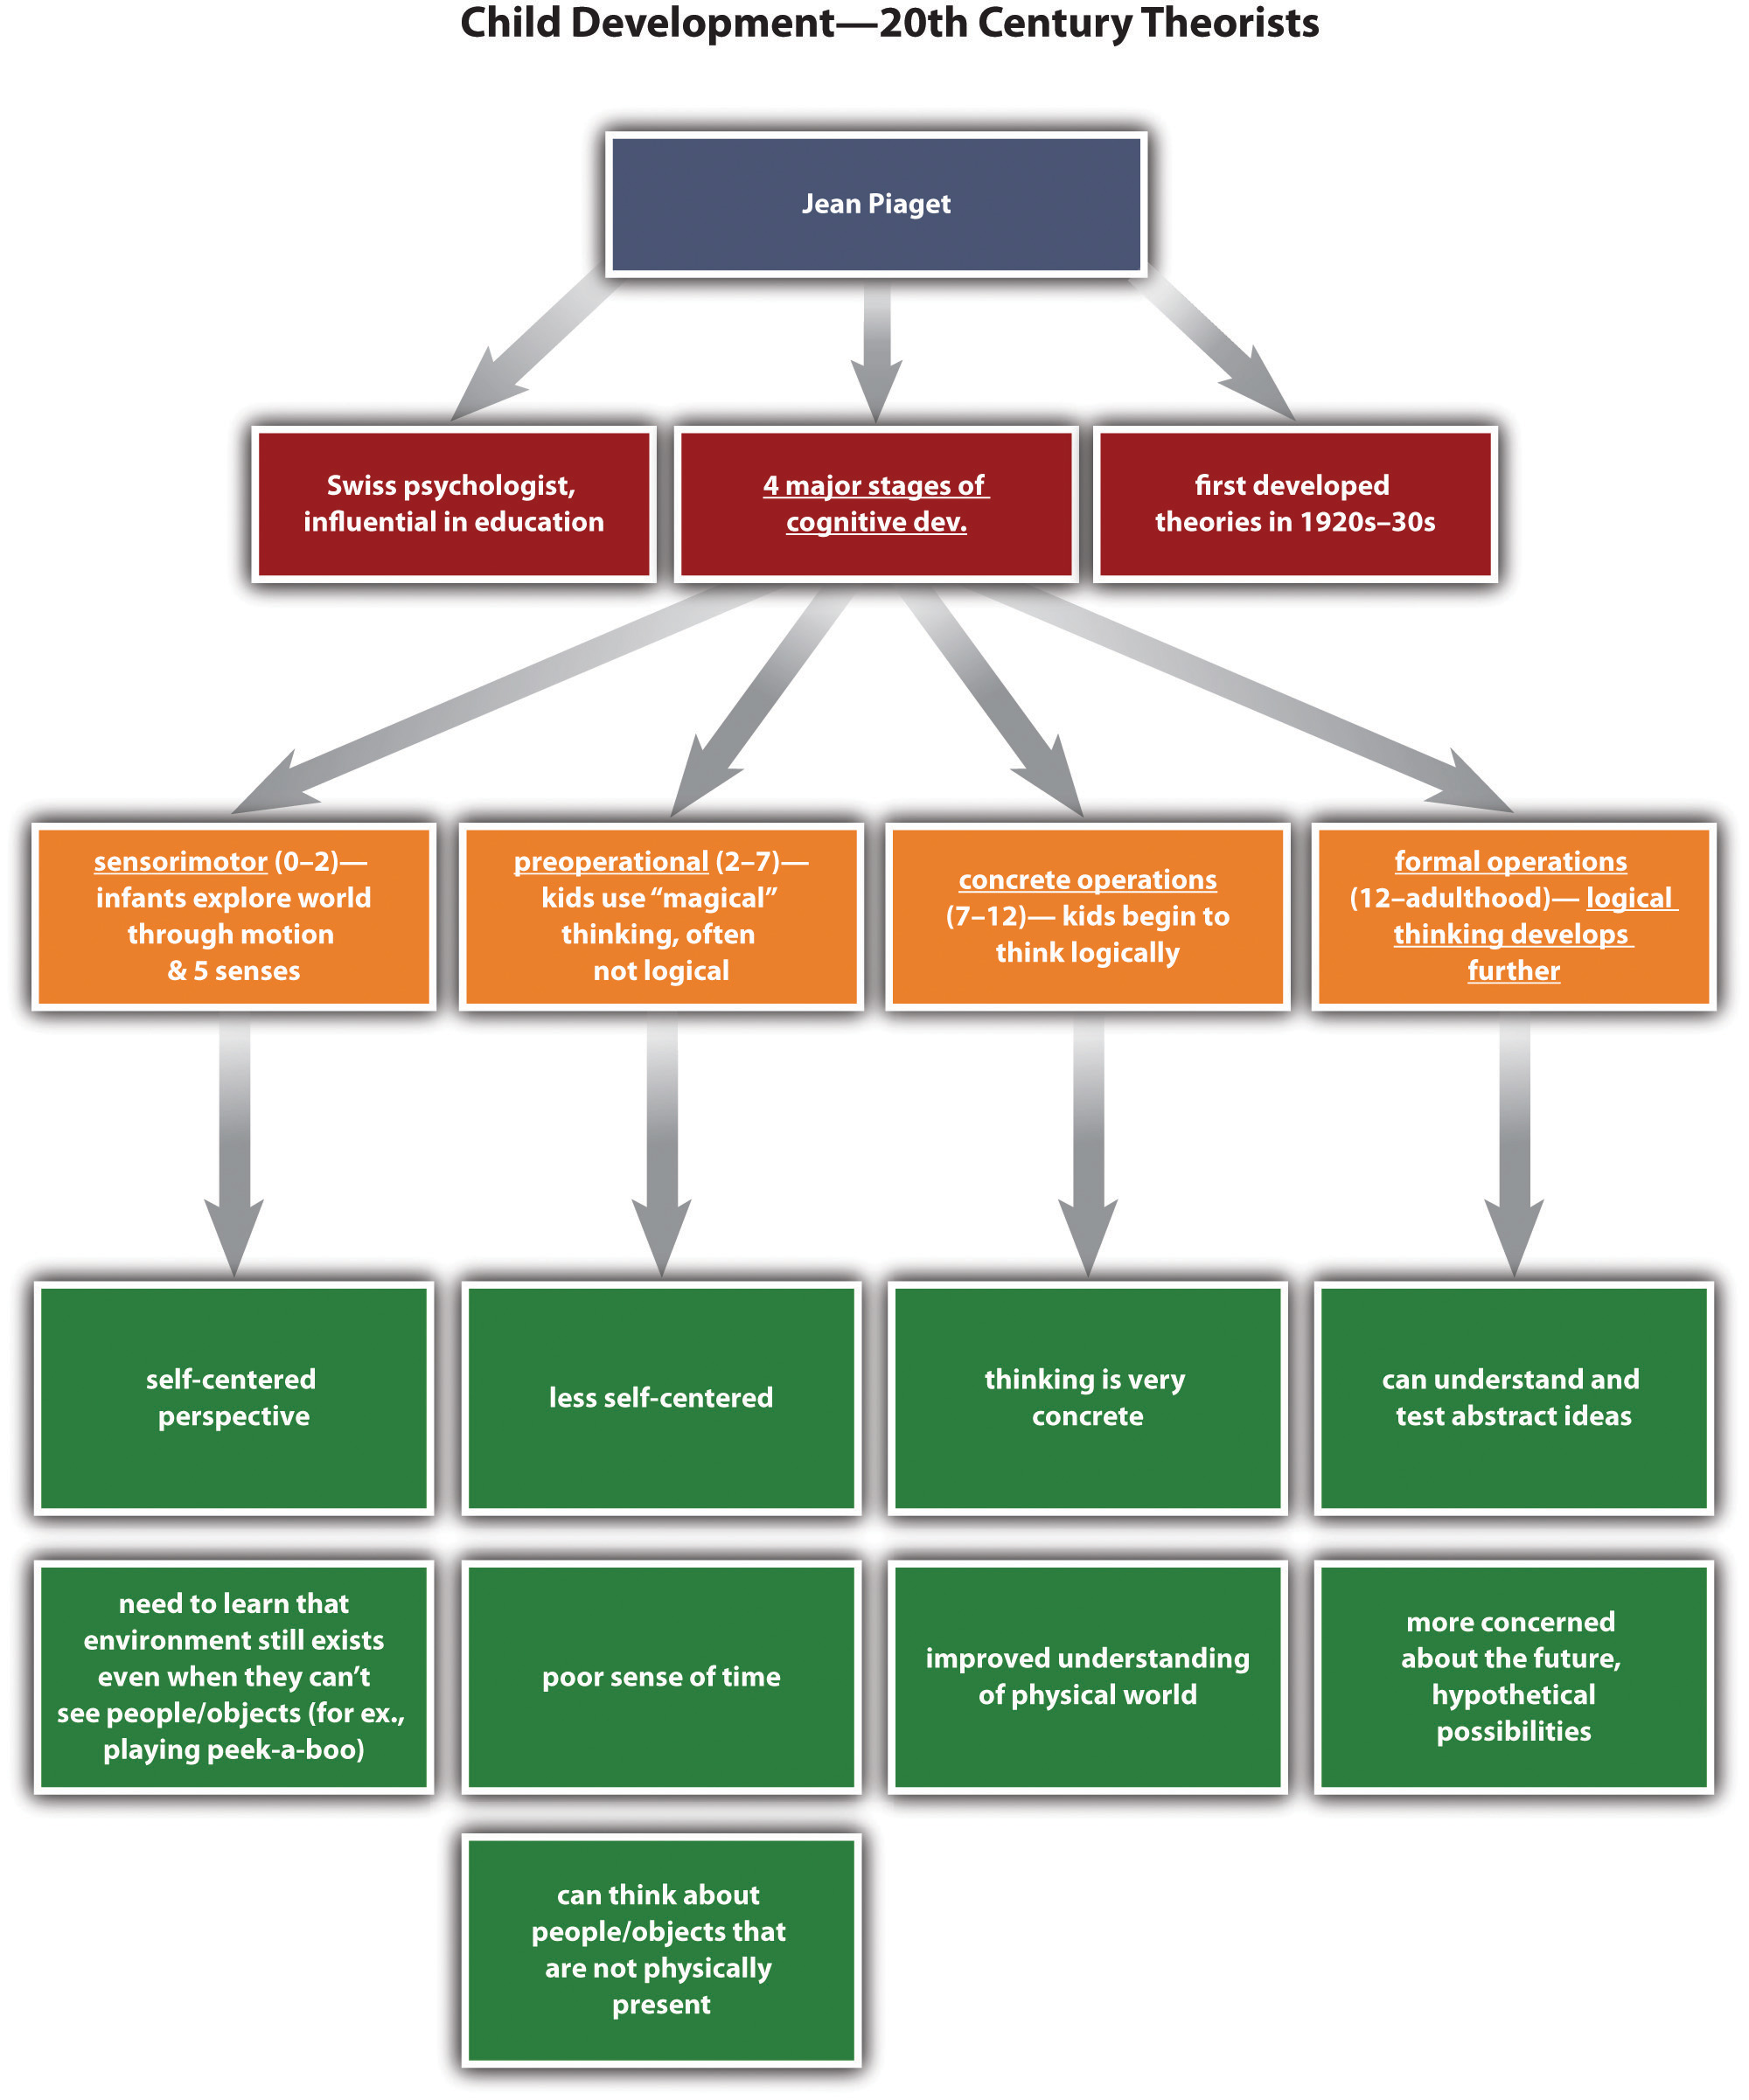 Child Development—20th Century Theorists
Jean Piaget
Swiss psychologist,
influential in education
4 major stages of
cognitive dev.
first developed
theories in 1920s–30s
sensorimotor (0–2)—
infants explore world
through motion
& 5 senses
preoperational (2–7)—
kids use “magical”
thinking, often
not logical
concrete operations
(7–12)— kids begin to
think logically
formal operations
(12–adulthood)— logical
thinking develops
further
self-centered
perspective
less self-centered
thinking is very
concrete
can understand and
test abstract ideas
need to learn that
environment still exists
even when they can’t
see people/objects (for ex.,
playing peek-a-boo)
poor sense of time
improved understanding
of physical world
more concerned
about the future,
hypothetical
possibilities
can think about
people/objects that
are not physically
present